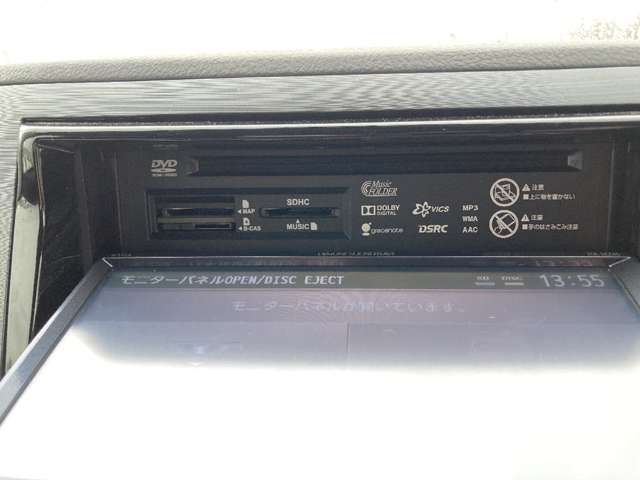 DVD
Music
FOLDER
SDHC
◀MAP
◀B-CAS
MUSIC
DOLBY
DIGITAL
VICS
MP3
WMA
AAC
gracenote
DSRC
⚠注意
■上に物を置かない
⚠注意
■手のはさみこみ注意
モニターパネルOPEN/DISC EJECT
SD DISC 13:55
モニターパネルが開いています。